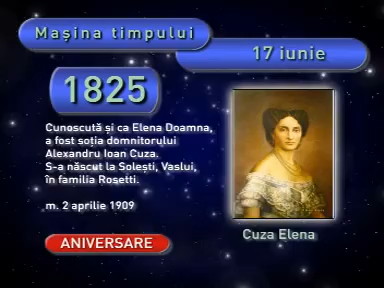 Mașina timpului
17 iunie
1825
Cunoscută și ca Elena Doamna,
a fost soția domnitorului
Alexandru Ioan Cuza.
S-a născut la Solești, Vaslui,
în familia Rosetti.
m. 2 aprilie 1909
ANIVERSARE
Cuza Elena